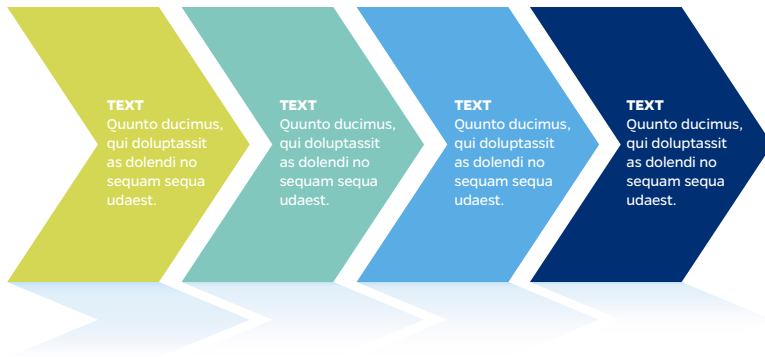 TEXT
Quunto ducimus,
qui doluptassit
as dolendi no
sequam sequa
udaest.
TEXT
Quunto ducimus,
qui doluptassit
as dolendi no
sequam sequa
udaest.
TEXT
Quunto ducimus,
qui doluptassit
as dolendi no
sequam sequa
udaest.
TEXT
Quunto ducimus,
qui doluptassit
as dolendi no
sequam sequa
udaest.